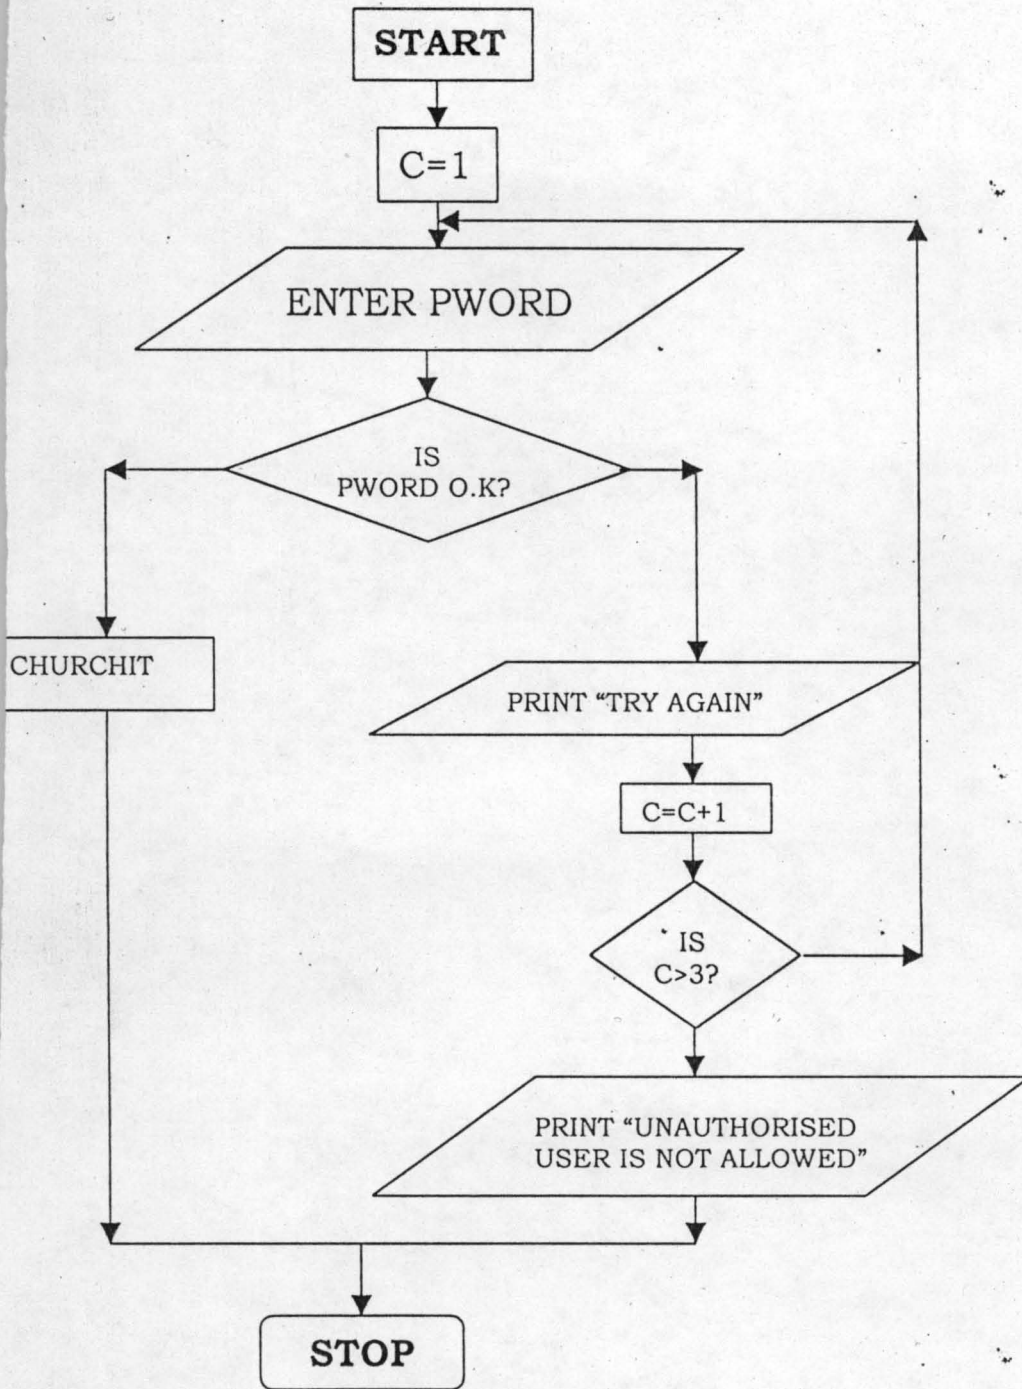 START
C=1
ENTER PWORD
IS
PWORD O.K?
CHURCHIT
PRINT “TRY AGAIN”
C=C+1
IS
C>3?
PRINT “UNAUTHORISED
USER IS NOT ALLOWED”
STOP